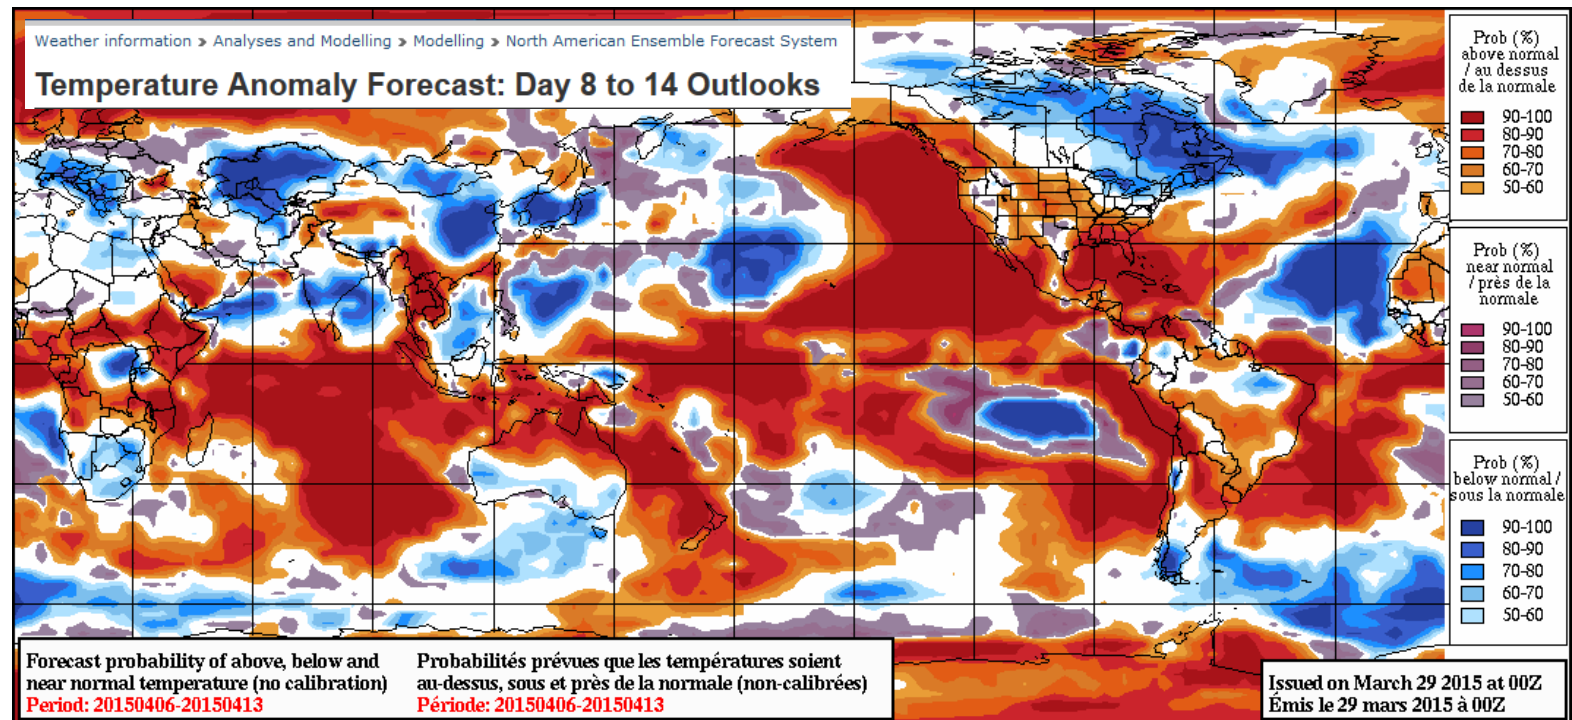 Weather information » Analyses and Modelling » Modelling » North American Ensemble Forecast System
Temperature Anomaly Forecast: Day 8 to 14 Outlooks
Prob (%)
above normal
/ au dessus
de la normale
90-100
80-90
70-80
60-70
50-60
Prob (%)
near normal
/ près de la
normale
90-100
80-90
70-80
60-70
50-60
Prob (%)
below normal /
sous la normale
90-100
80-90
70-80
60-70
50-60
Forecast probability of above, below and
near normal temperature (no calibration)
Period: 20150406-20150413
Probabilités prévues que les températures soient
au-dessus, sous et près de la normale (non-calibrées)
Période: 20150406-20150413
Issued on March 29 2015 at 00Z
Émis le 29 mars 2015 à 00Z